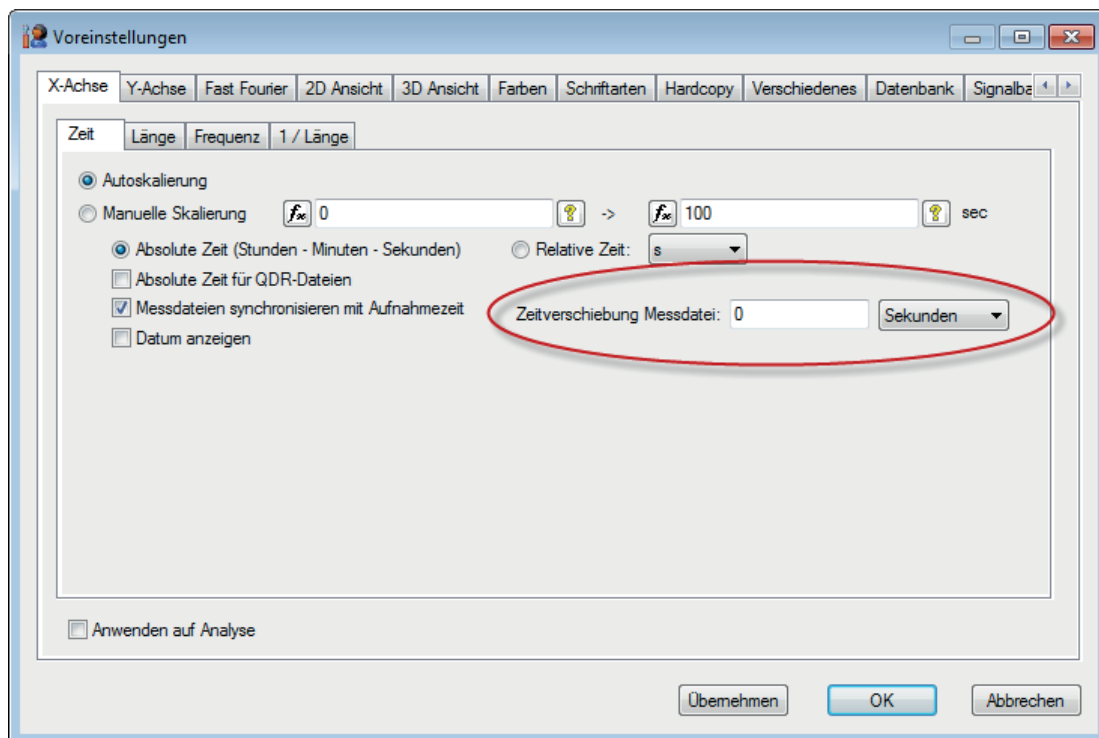 Voreinstellungen
X-Achse Y-Achse Fast Fourier 2D Ansicht 3D Ansicht Farben Schriftarten Hardcopy Verschiedenes Datenbank Signalba
Zeit Länge Frequenz 1 / Länge
Autoskalierung
Manuelle Skalierung fx 0 ? -> fx 100 ? sec
Absolute Zeit (Stunden - Minuten - Sekunden) Relative Zeit: s
Absolute Zeit für QDR-Dateien
Messdateien synchronisieren mit Aufnahmezeit Zeitverschiebung Messdatei: 0 Sekunden
Datum anzeigen
Anwenden auf Analyse
Übernehmen OK Abbrechen